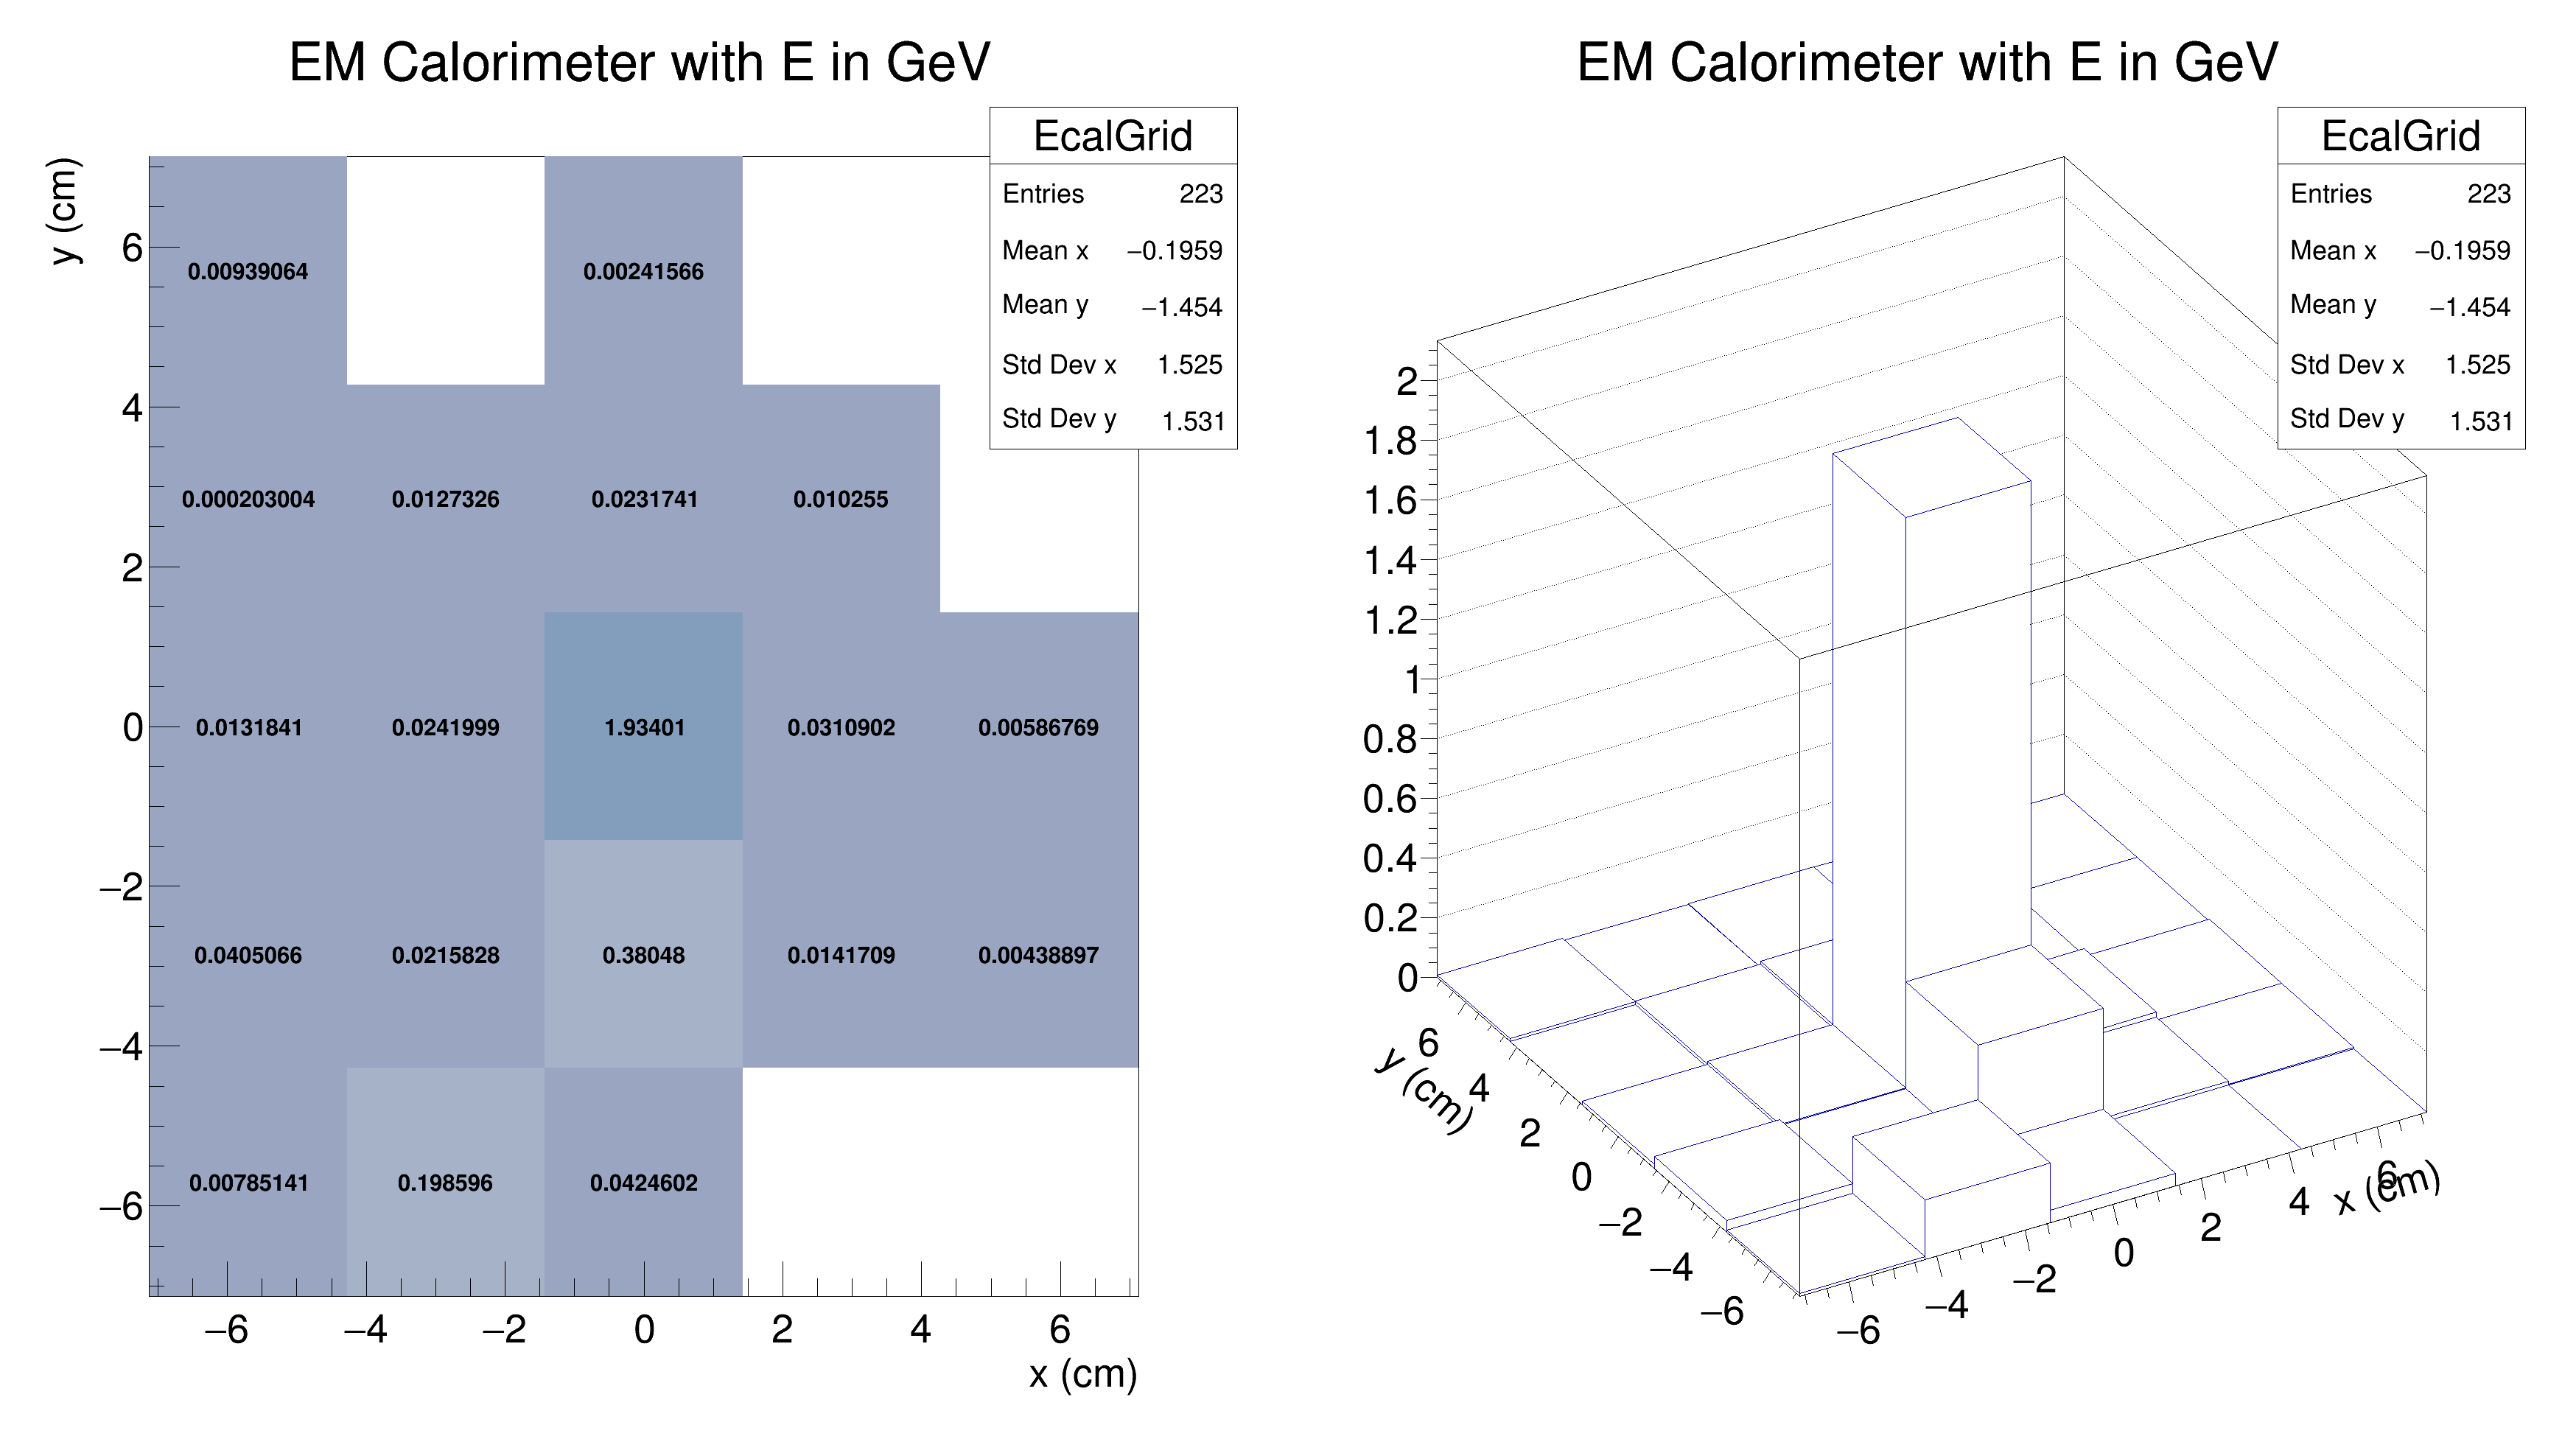 EM Calorimeter with E in GeV
EcalGrid
Entries 223
Mean x −0.1959
Mean y −1.454
Std Dev x 1.525
Std Dev y 1.531
y (cm)
6
4
2
0
−2
−4
−6
0.00939064 0.00241566
0.000203004 0.0127326 0.0231741 0.010255
0.0131841 0.0241999 1.93401 0.0310902 0.00586769
0.0405066 0.0215828 0.38048 0.0141709 0.00438897
0.00785141 0.198596 0.0424602
−6 −4 −2 0 2 4 6
x (cm)
EM Calorimeter with E in GeV
EcalGrid
Entries 223
Mean x −0.1959
Mean y −1.454
Std Dev x 1.525
Std Dev y 1.531
2
1.8
1.6
1.4
1.2
1
0.8
0.6
0.4
0.2
0
y (cm)
6
4
2
0
−2
−4
−6
−6 −4 −2 0 2 4 6
x (cm)